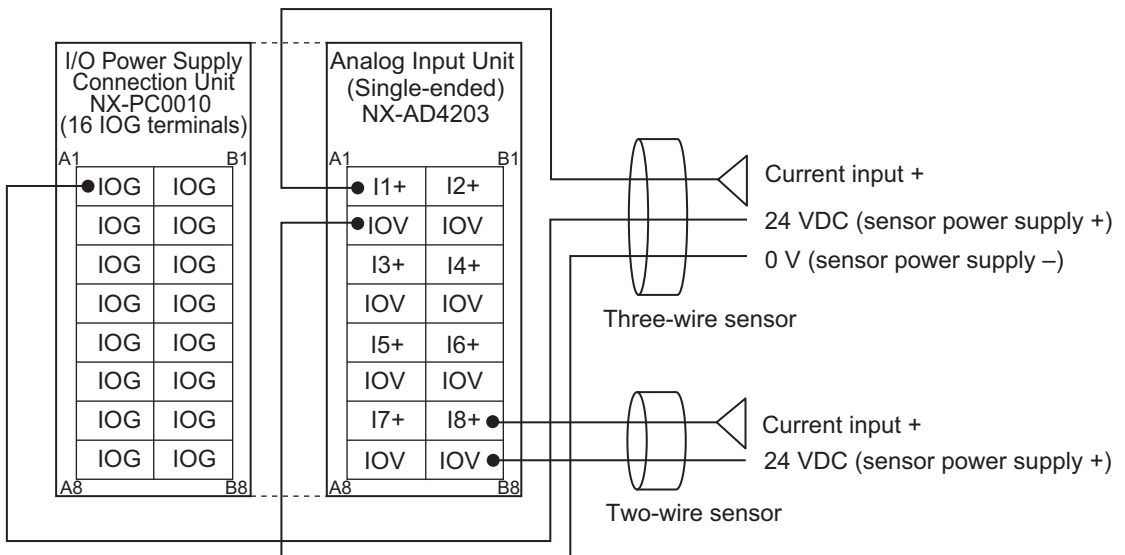 I/O Power Supply
Connection Unit
NX-PC0010
(16 IOG terminals)
A1 B1
IOG IOG
IOG IOG
IOG IOG
IOG IOG
IOG IOG
IOG IOG
IOG IOG
IOG IOG
A8 B8
Analog Input Unit
(Single-ended)
NX-AD4203
A1 B1
I1+ I2+
IOV IOV
I3+ I4+
IOV IOV
I5+ I6+
IOV IOV
I7+ I8+
IOV IOV
A8 B8
Current input +
24 VDC (sensor power supply +)
0 V (sensor power supply –)
Three-wire sensor
Current input +
24 VDC (sensor power supply +)
Two-wire sensor